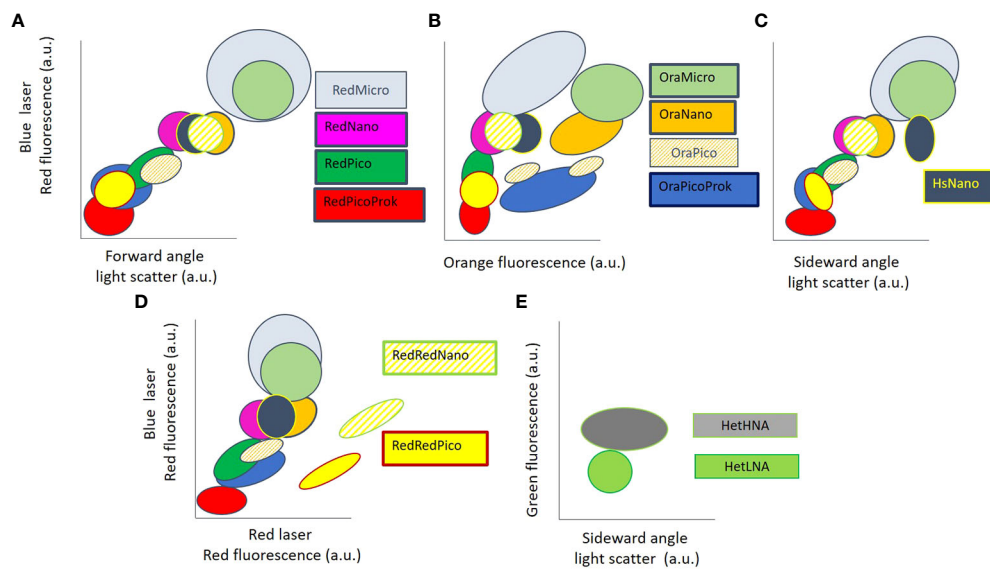 A
Blue laser
Red fluorescence (a.u.)
Forward angle
light scatter (a.u.)
RedMicro
RedNano
RedPico
RedPicoProk
B
Orange fluorescence (a.u.)
OraMicro
OraNano
OraPico
OraPicoProk
C
HsNano
Sideward angle
light scatter (a.u.)
D
Blue laser
Red fluorescence (a.u.)
Red laser
Red fluorescence (a.u.)
RedRedNano
RedRedPico
E
Green fluorescence (a.u.)
HetHNA
HetLNA
Sideward angle
light scatter (a.u.)